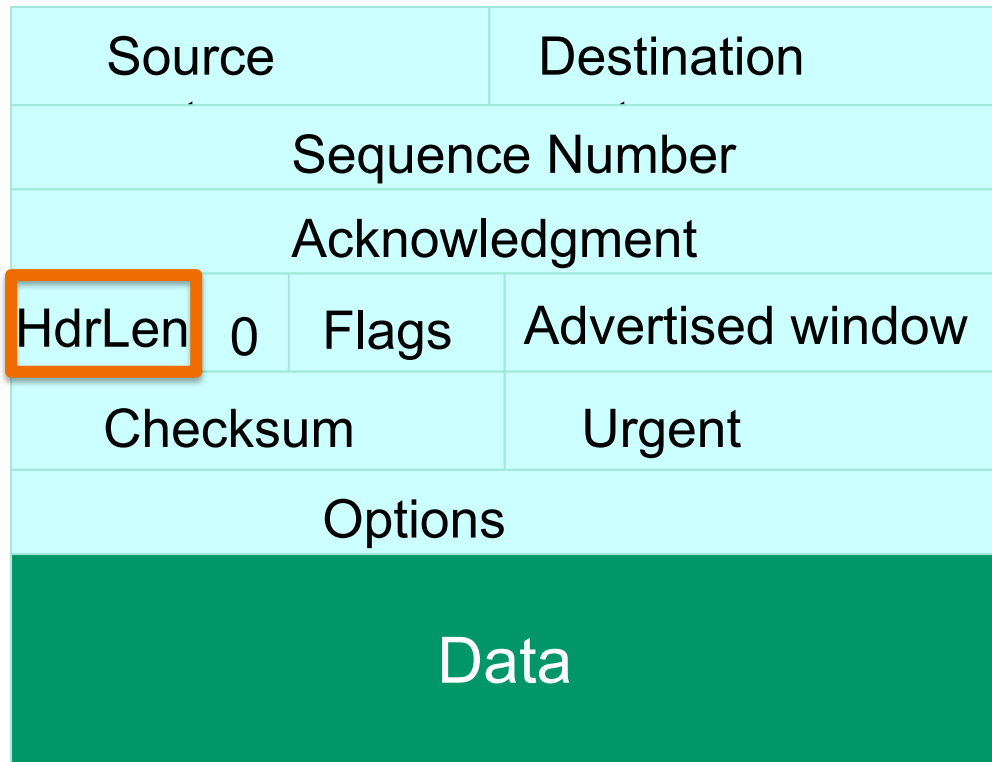 Source Destination
Sequence Number
Acknowledgment
HdrLen 0 Flags Advertised window
Checksum Urgent
Options
Data